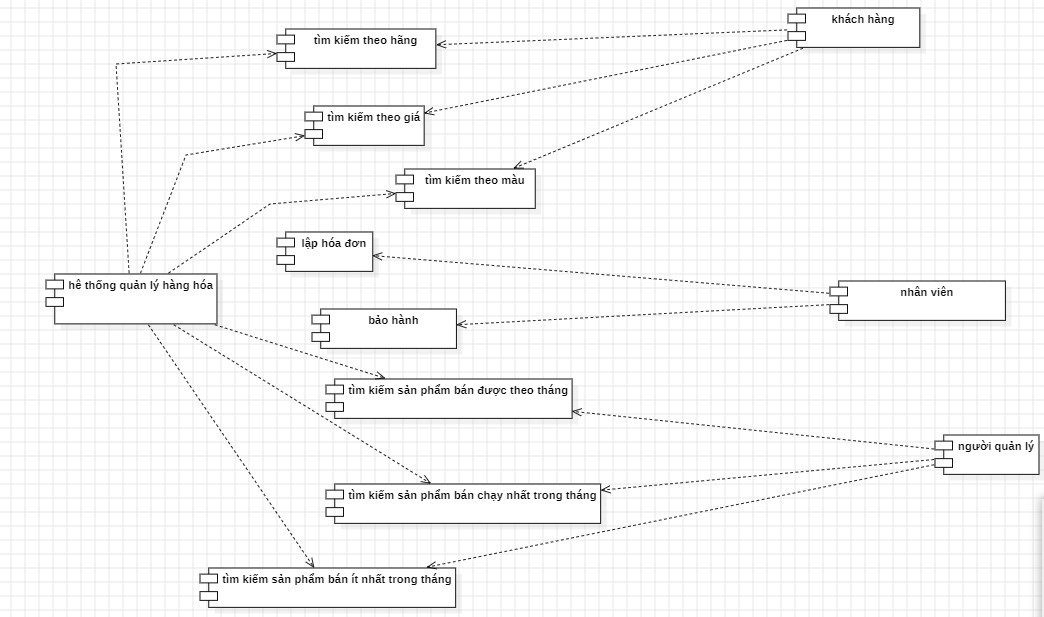 khách hàng
tìm kiếm theo hãng
tìm kiếm theo giá
tìm kiếm theo màu
lập hóa đơn
hê thống quản lý hàng hóa
nhân viên
bảo hành
tìm kiếm sản phẩm bán được theo tháng
người quản lý
tìm kiếm sản phẩm bán chạy nhất trong tháng
tìm kiếm sản phẩm bán ít nhất trong tháng